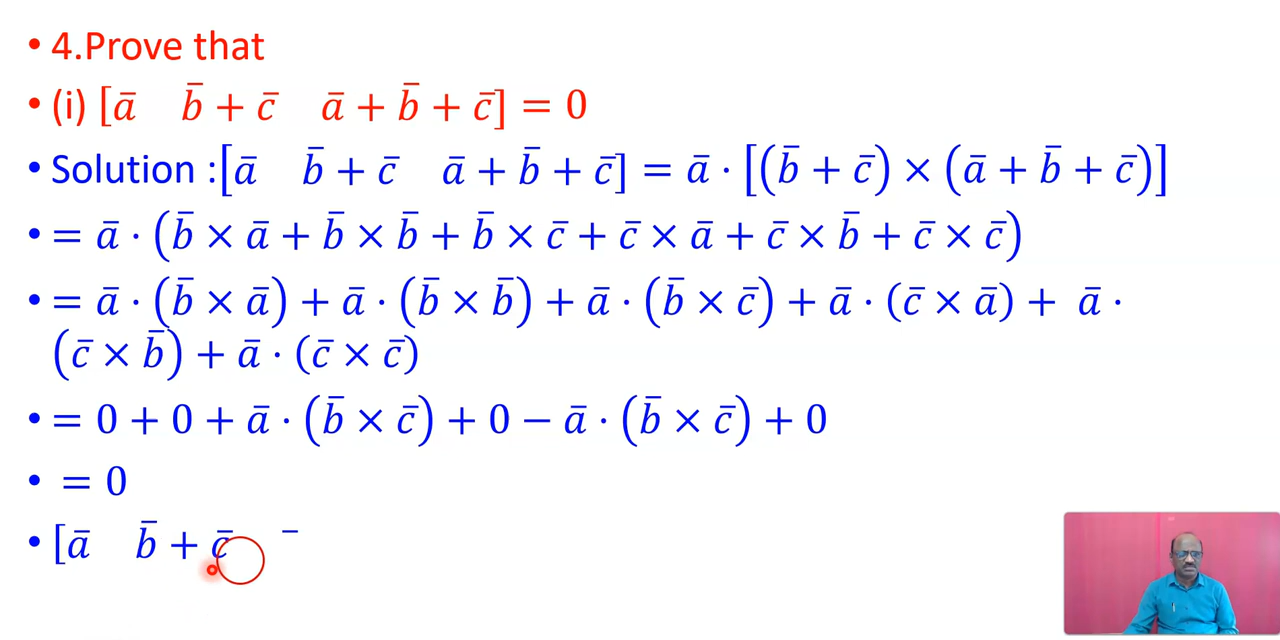 • 4.Prove that
• (i) [a̅ b̅ + c̅ a̅ + b̅ + c̅] = 0
• Solution :[a̅ b̅ + c̅ a̅ + b̅ + c̅] = a̅ · [(b̅ + c̅) × (a̅ + b̅ + c̅)]
• = a̅ · (b̅ × a̅ + b̅ × b̅ + b̅ × c̅ + c̅ × a̅ + c̅ × b̅ + c̅ × c̅)
• = a̅ · (b̅ × a̅) + a̅ · (b̅ × b̅) + a̅ · (b̅ × c̅) + a̅ · (c̅ × a̅) + a̅ ·
(c̅ × b̅) + a̅ · (c̅ × c̅)
• = 0 + 0 + a̅ · (b̅ × c̅) + 0 − a̅ · (b̅ × c̅) + 0
• = 0
• [a̅ b̅ + c̅ ¯